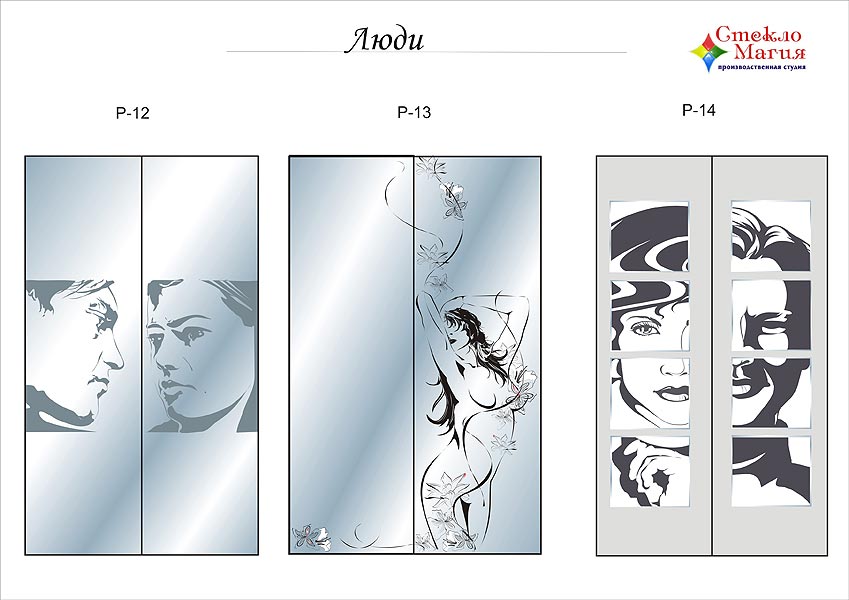 Люди
Стекло
Магия
производственная студия
P-12
P-13
P-14